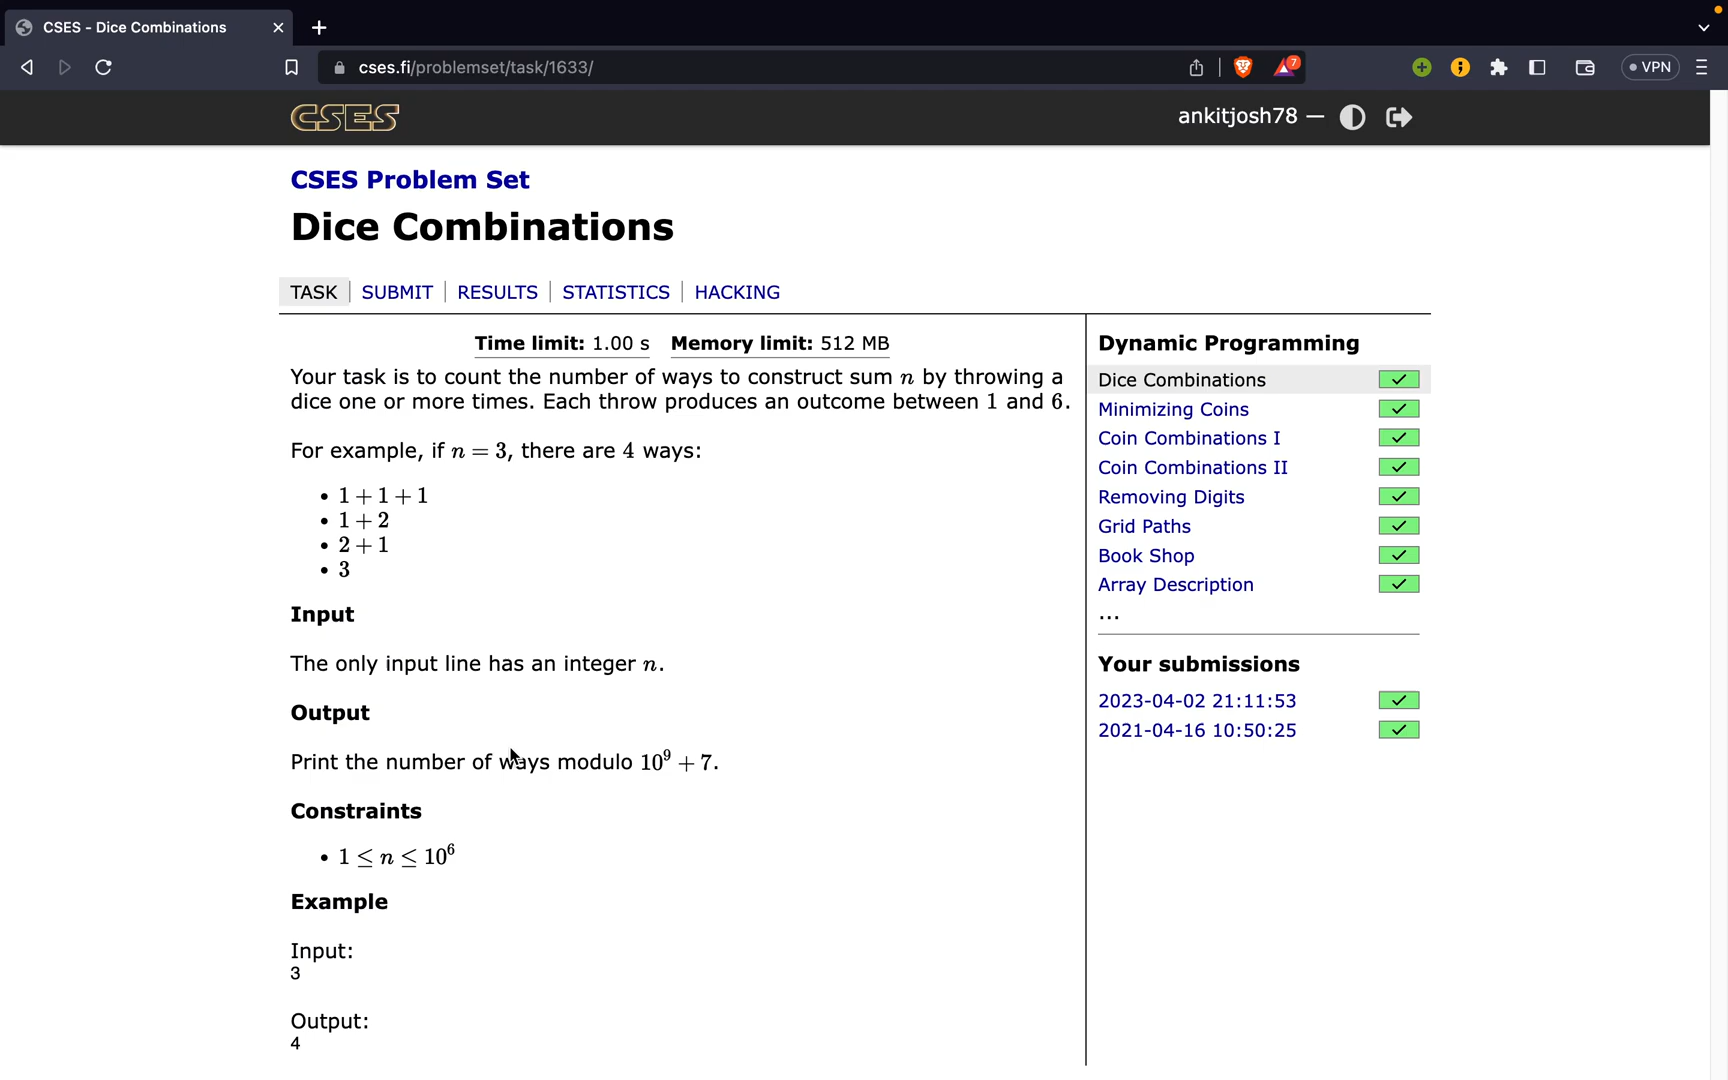 CSES - Dice Combinations
cses.fi/problemset/task/1633/
7
VPN
CSES
ankitjosh78 —
CSES Problem Set
Dice Combinations
TASK SUBMIT RESULTS STATISTICS HACKING
Time limit: 1.00 s Memory limit: 512 MB
Your task is to count the number of ways to construct sum n by throwing a
dice one or more times. Each throw produces an outcome between 1 and 6.
For example, if n = 3, there are 4 ways:
• 1 + 1 + 1
• 1 + 2
• 2 + 1
• 3
Input
The only input line has an integer n.
Output
Print the number of ways modulo 10⁹ + 7.
Constraints
• 1 ≤ n ≤ 10⁶
Example
Input:
3
Output:
4
Dynamic Programming
Dice Combinations
Minimizing Coins
Coin Combinations I
Coin Combinations II
Removing Digits
Grid Paths
Book Shop
Array Description
...
Your submissions
2023-04-02 21:11:53
2021-04-16 10:50:25